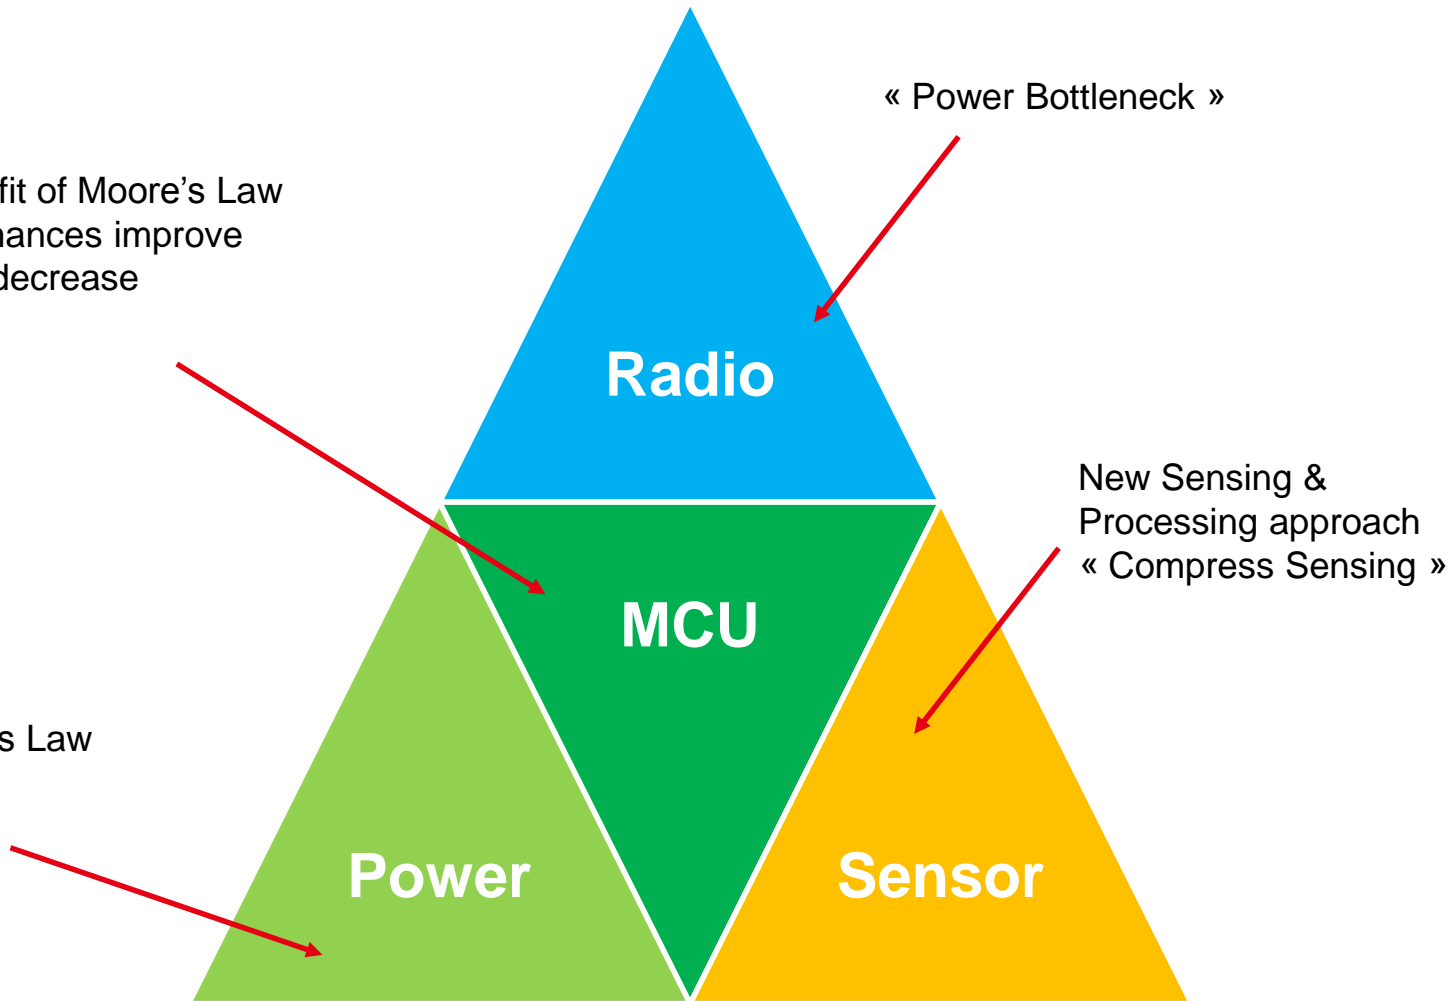 « Power Bottleneck »
fit of Moore’s Law
nances improve
decrease
Radio
New Sensing &
Processing approach
« Compress Sensing »
MCU
s Law
Power
Sensor